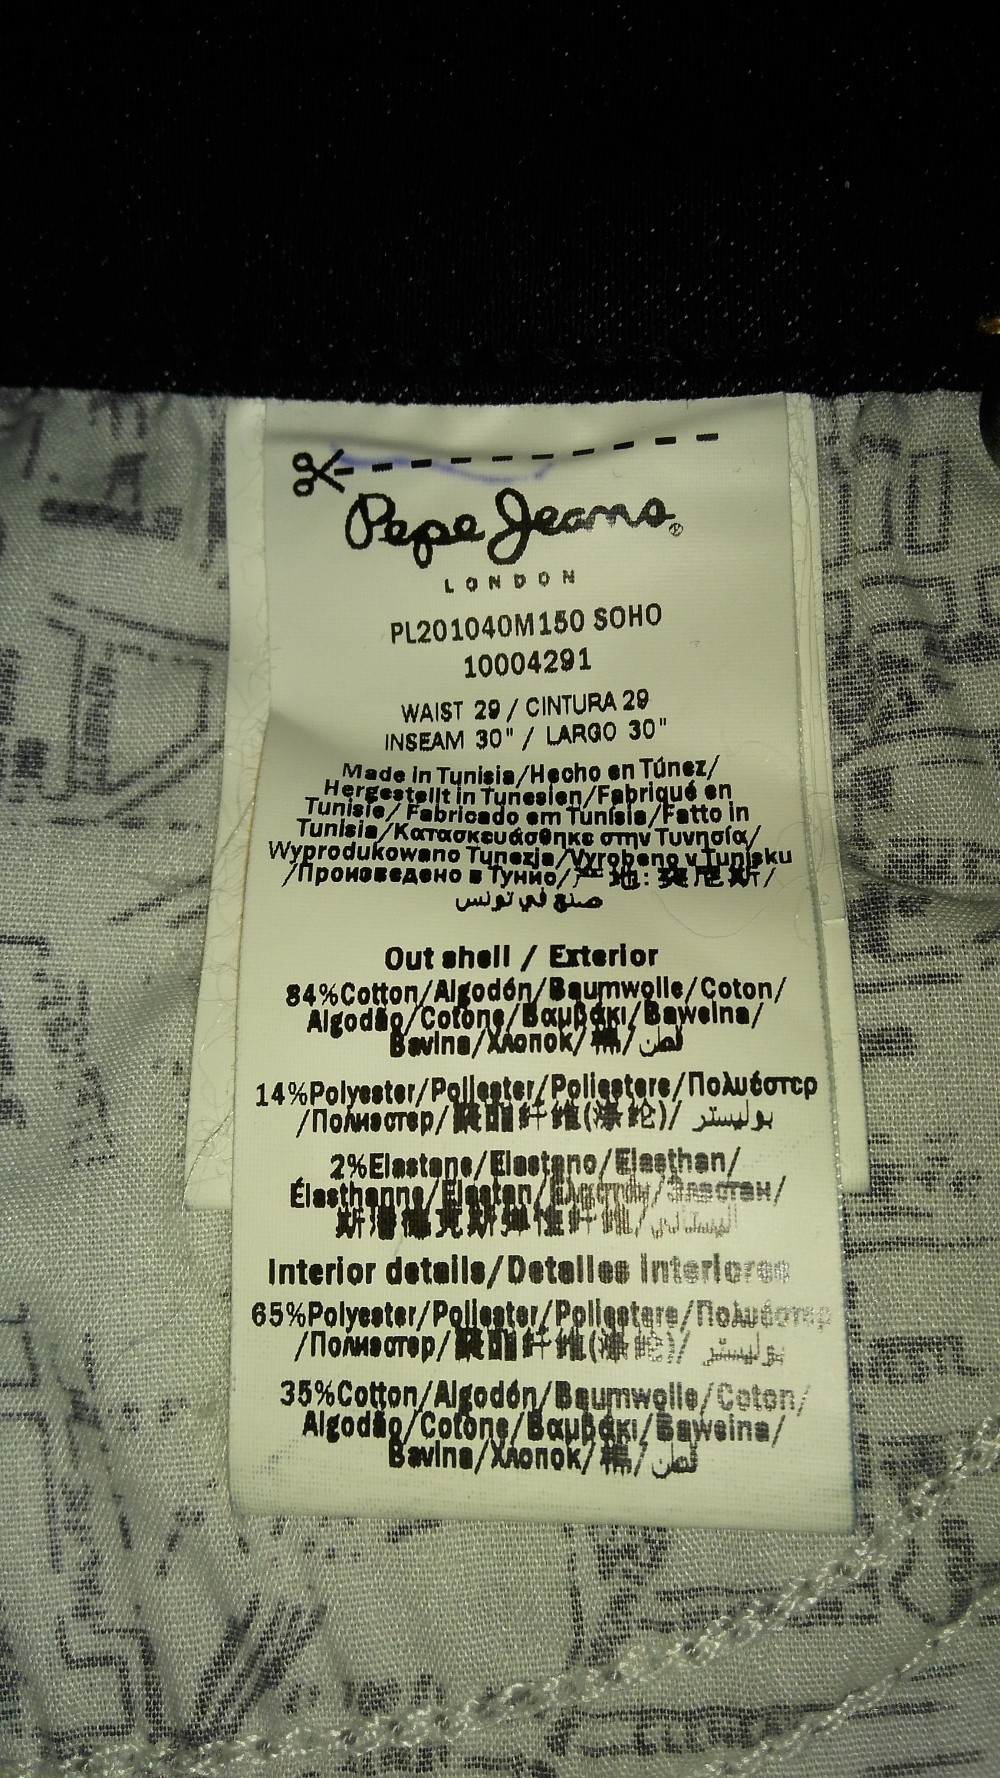 Pepe Jeans®
LONDON
PL201040M150 SOHO
10004291
WAIST 29 / CINTURA 29
INSEAM 30" / LARGO 30"
Made in Tunisia/Hecho en Túnez/
Hergestellt in Tunesien/Fabriqué en
Tunisie/ Fabricado em Tunísia/Fatto in
Tunisia/Κατασκευάσθηκε στην Τυνησία/
Wyprodukowano Tunezja/Vyrobeno v Tunisku
/Произведено в Тунио/产地:突尼斯/
صنع في تونس
Out shell / Exterior
84%Cotton/Algodón/Baumwolle/Coton/
Algodão/Cotone/Βαμβάκι/Bawelna/
Bavlna/Хлопок/棉/قطن
14%Polyester/Poliester/Poliestere/Πολυέστερ
/Полиэстер/聚酯纤维(涤纶)/ بوليستر
2%Elastane/Elastano/Elasthan/
Élasthanne/Elastan/Ελαστάν/Эластан/
Interior details/Detalles interiores
65%Polyester/Poliester/Poliestere/Πολυέστερ
/Полиэстер/聚酯纤维(涤纶)/ بوليستر
35%Cotton/Algodón/Baumwolle/Coton/
Algodão/Cotone/Βαμβάκι/Bawelna/
Bavlna/Хлопок/棉/قطن